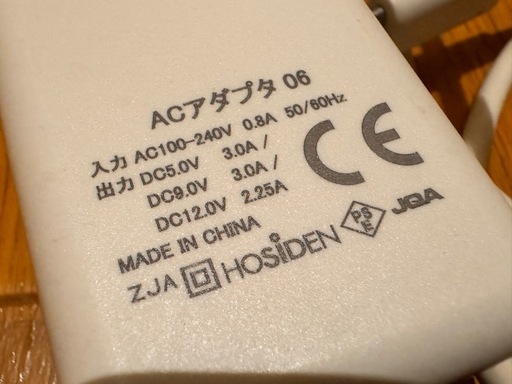 ACアダプタ 06
入力 AC100-240V 0.8A 50/60Hz
出力 DC5.0V 3.0A /
DC9.0V 3.0A /
DC12.0V 2.25A
CE
MADE IN CHINA
ZJA HOSIDEN PSE JQA